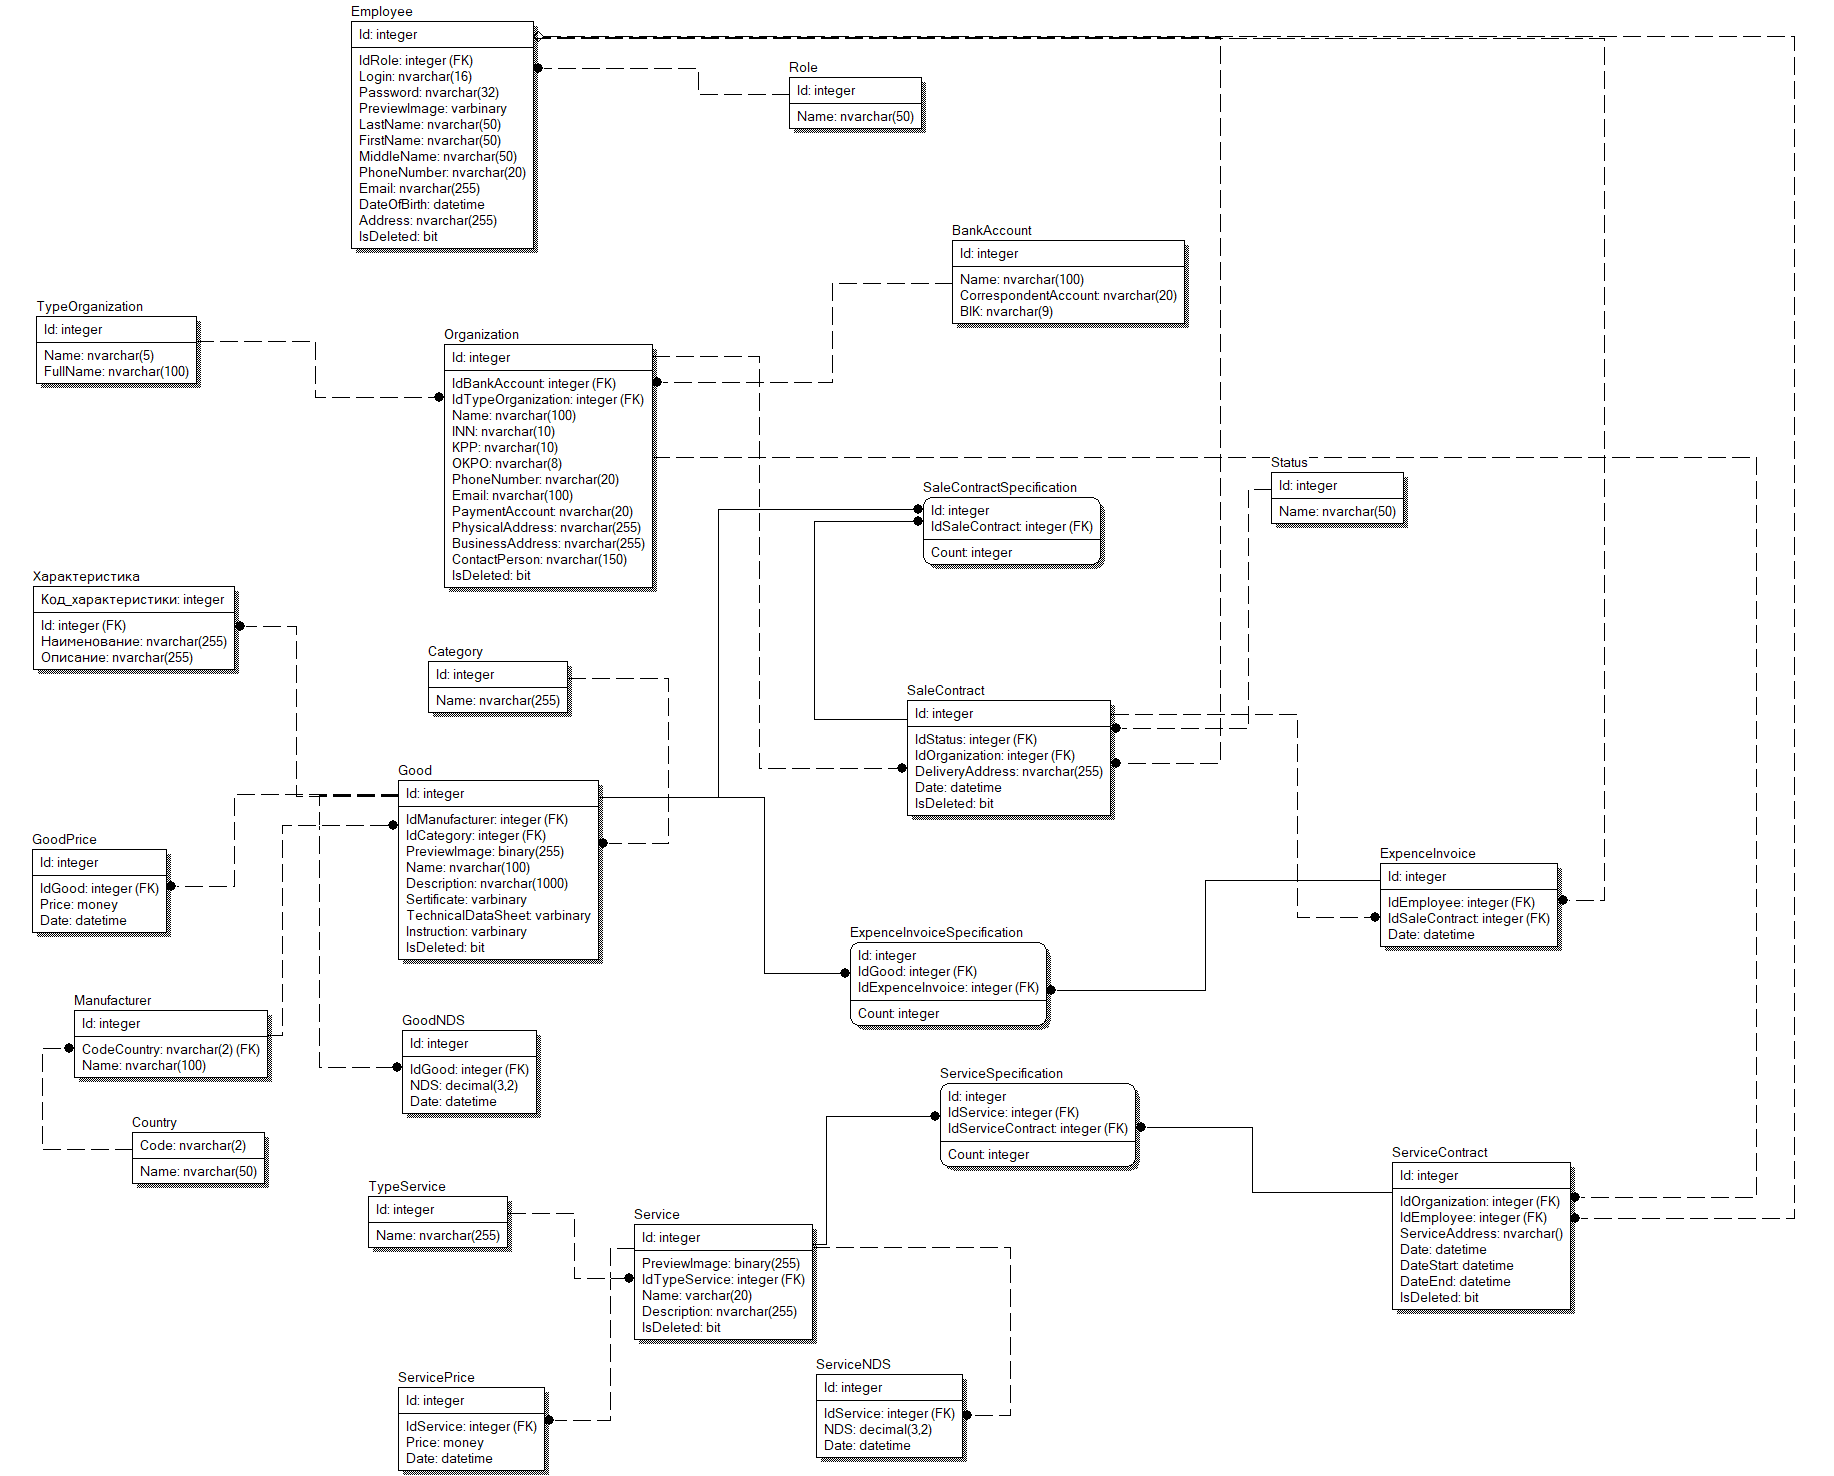 Employee
Id: integer
IdRole: integer (FK)
Login: nvarchar(16)
Password: nvarchar(32)
PreviewImage: varbinary
LastName: nvarchar(50)
FirstName: nvarchar(50)
MiddleName: nvarchar(50)
PhoneNumber: nvarchar(20)
Email: nvarchar(255)
DateOfBirth: datetime
Address: nvarchar(255)
IsDeleted: bit
Role
Id: integer
Name: nvarchar(50)
BankAccount
Id: integer
Name: nvarchar(100)
CorrespondentAccount: nvarchar(20)
BIK: nvarchar(9)
TypeOrganization
Id: integer
Name: nvarchar(5)
FullName: nvarchar(100)
Organization
Id: integer
IdBankAccount: integer (FK)
IdTypeOrganization: integer (FK)
Name: nvarchar(100)
INN: nvarchar(10)
KPP: nvarchar(10)
OKPO: nvarchar(8)
PhoneNumber: nvarchar(20)
Email: nvarchar(100)
PaymentAccount: nvarchar(20)
PhysicalAddress: nvarchar(255)
BusinessAddress: nvarchar(255)
ContactPerson: nvarchar(150)
IsDeleted: bit
Status
Id: integer
Name: nvarchar(50)
SaleContractSpecification
Id: integer
IdSaleContract: integer (FK)
Count: integer
Характеристика
Код_характеристики: integer
Id: integer (FK)
Наименование: nvarchar(255)
Описание: nvarchar(255)
Category
Id: integer
Name: nvarchar(255)
SaleContract
Id: integer
IdStatus: integer (FK)
IdOrganization: integer (FK)
DeliveryAddress: nvarchar(255)
Date: datetime
IsDeleted: bit
Good
Id: integer
IdManufacturer: integer (FK)
IdCategory: integer (FK)
PreviewImage: binary(255)
Name: nvarchar(100)
Description: nvarchar(1000)
Sertificate: varbinary
TechnicalDataSheet: varbinary
Instruction: varbinary
IsDeleted: bit
GoodPrice
Id: integer
IdGood: integer (FK)
Price: money
Date: datetime
ExpenceInvoice
Id: integer
IdEmployee: integer (FK)
IdSaleContract: integer (FK)
Date: datetime
ExpenceInvoiceSpecification
Id: integer
IdGood: integer (FK)
IdExpenceInvoice: integer (FK)
Count: integer
Manufacturer
Id: integer
CodeCountry: nvarchar(2) (FK)
Name: nvarchar(100)
GoodNDS
Id: integer
IdGood: integer (FK)
NDS: decimal(3,2)
Date: datetime
Country
Code: nvarchar(2)
Name: nvarchar(50)
ServiceSpecification
Id: integer
IdService: integer (FK)
IdServiceContract: integer (FK)
Count: integer
ServiceContract
Id: integer
IdOrganization: integer (FK)
IdEmployee: integer (FK)
ServiceAddress: nvarchar()
Date: datetime
DateStart: datetime
DateEnd: datetime
IsDeleted: bit
TypeService
Id: integer
Name: nvarchar(255)
Service
Id: integer
PreviewImage: binary(255)
IdTypeService: integer (FK)
Name: varchar(20)
Description: nvarchar(255)
IsDeleted: bit
ServicePrice
Id: integer
IdService: integer (FK)
Price: money
Date: datetime
ServiceNDS
Id: integer
IdService: integer (FK)
NDS: decimal(3,2)
Date: datetime